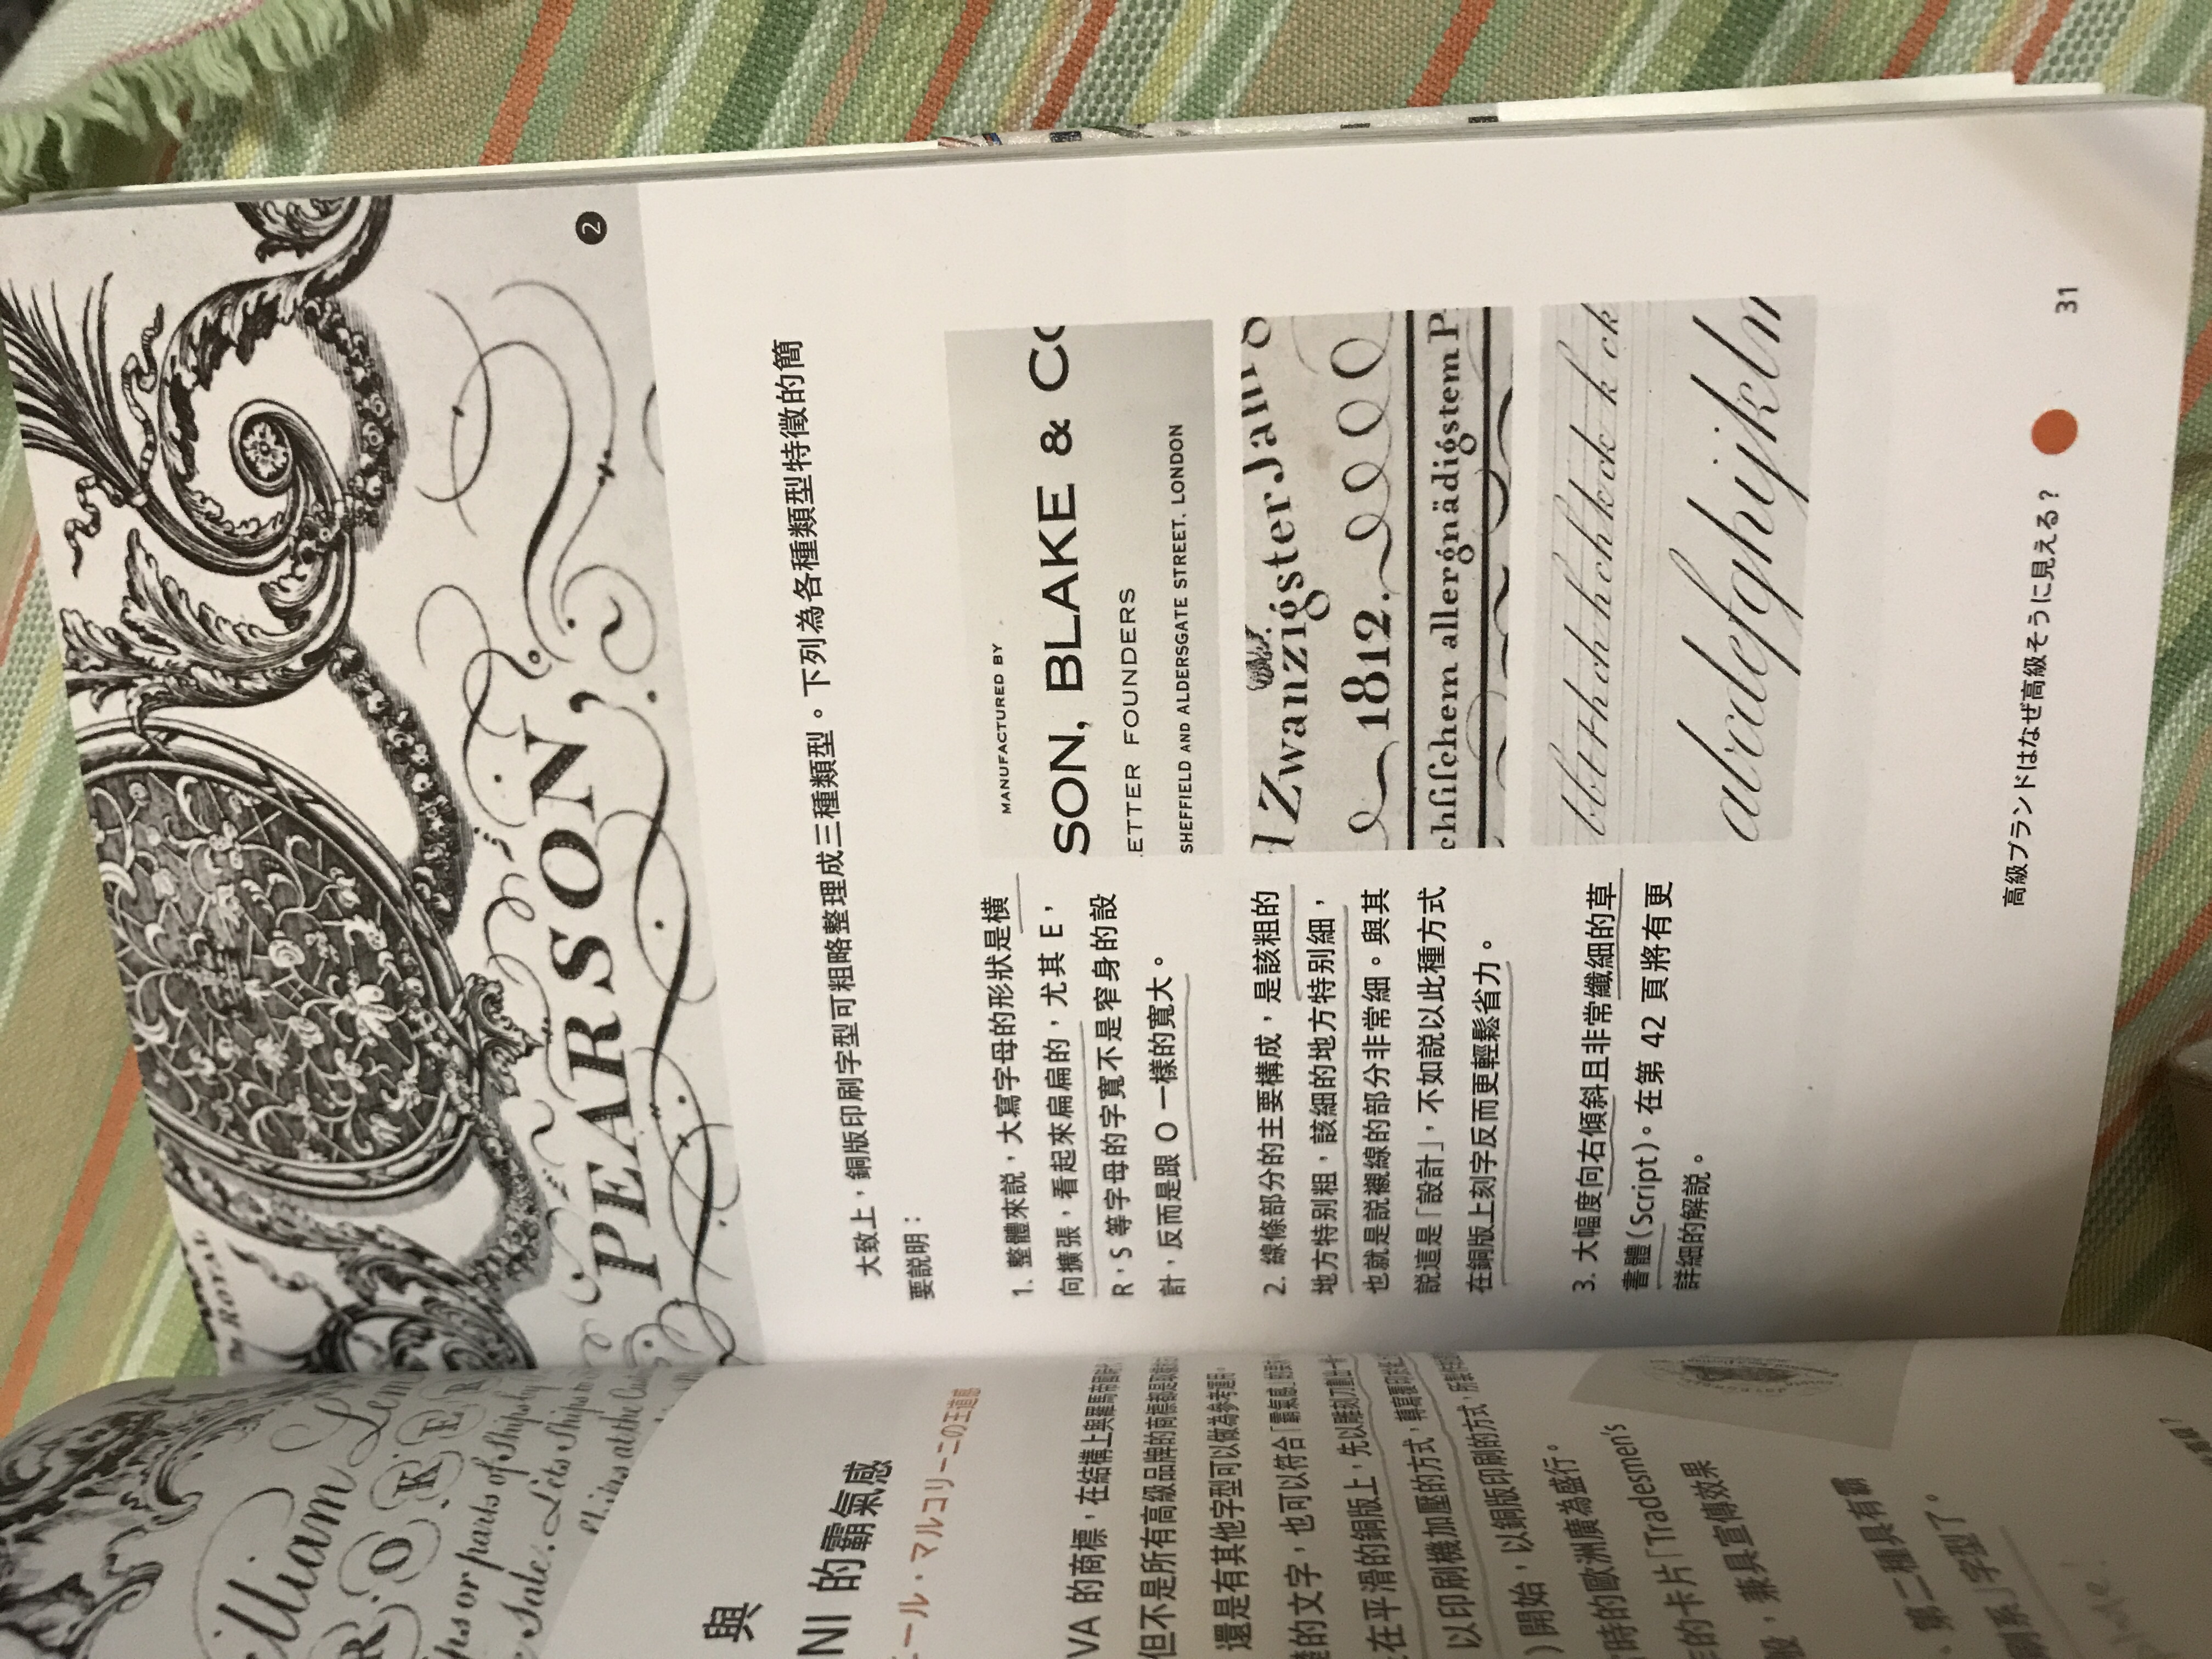 William
R·O·K·E·R
or parts of Ships by
Sale. Lets Ships to
Ships at the
與
NI 的霸氣感
ール・マルコリーニの王道感
VA 的商標，在結構上與羅馬帝國時代
但不是所有高級品牌的商標都是
還是有其他字型可以做為參考運用。
的文字，也可以符合「霸氣感」的要求，
在平滑的銅版上，先以雕刻刀劃出一條
以印刷機加壓的方式，轉寫覆印於紙上
）開始，以銅版印刷的方式，所製作
時的歐洲廣為盛行。
的卡片「Tradesmen's
般，兼具宣傳效果
、第二種具有霸
刷系」字型了。
plate!
The ROYAL
PEARSON,
2
大致上，銅版印刷字型可粗略整理成三種類型。下列為各種類型特徵的簡
要説明：
1. 整體來説，大寫字母的形狀是橫
向擴張，看起來扁扁的，尤其 E，
R，S 等字母的字寬不是窄身的設
計，反而是跟 O 一樣的寬大。
MANUFACTURED BY
SON, BLAKE & CO
ETTER FOUNDERS
SHEFFIELD AND ALDERSGATE STREET, LONDON
2. 線條部分的主要構成，是該粗的
地方特別粗，該細的地方特別細，
也就是説襯線的部分非常細。與其
説這是「設計」，不如説以此種方式
在銅版上刻字反而更輕鬆省力。
d Zwanzigster Jahrg
1812.
chſiſchem allergnädigstem P
3. 大幅度向右傾斜且非常纖細的草
書體（Script）。在第 42 頁將有更
詳細的解説。
tbttthch hchkck k ck
abcdefghijkln
高級ブランドはなぜ高級そうに見える？
31